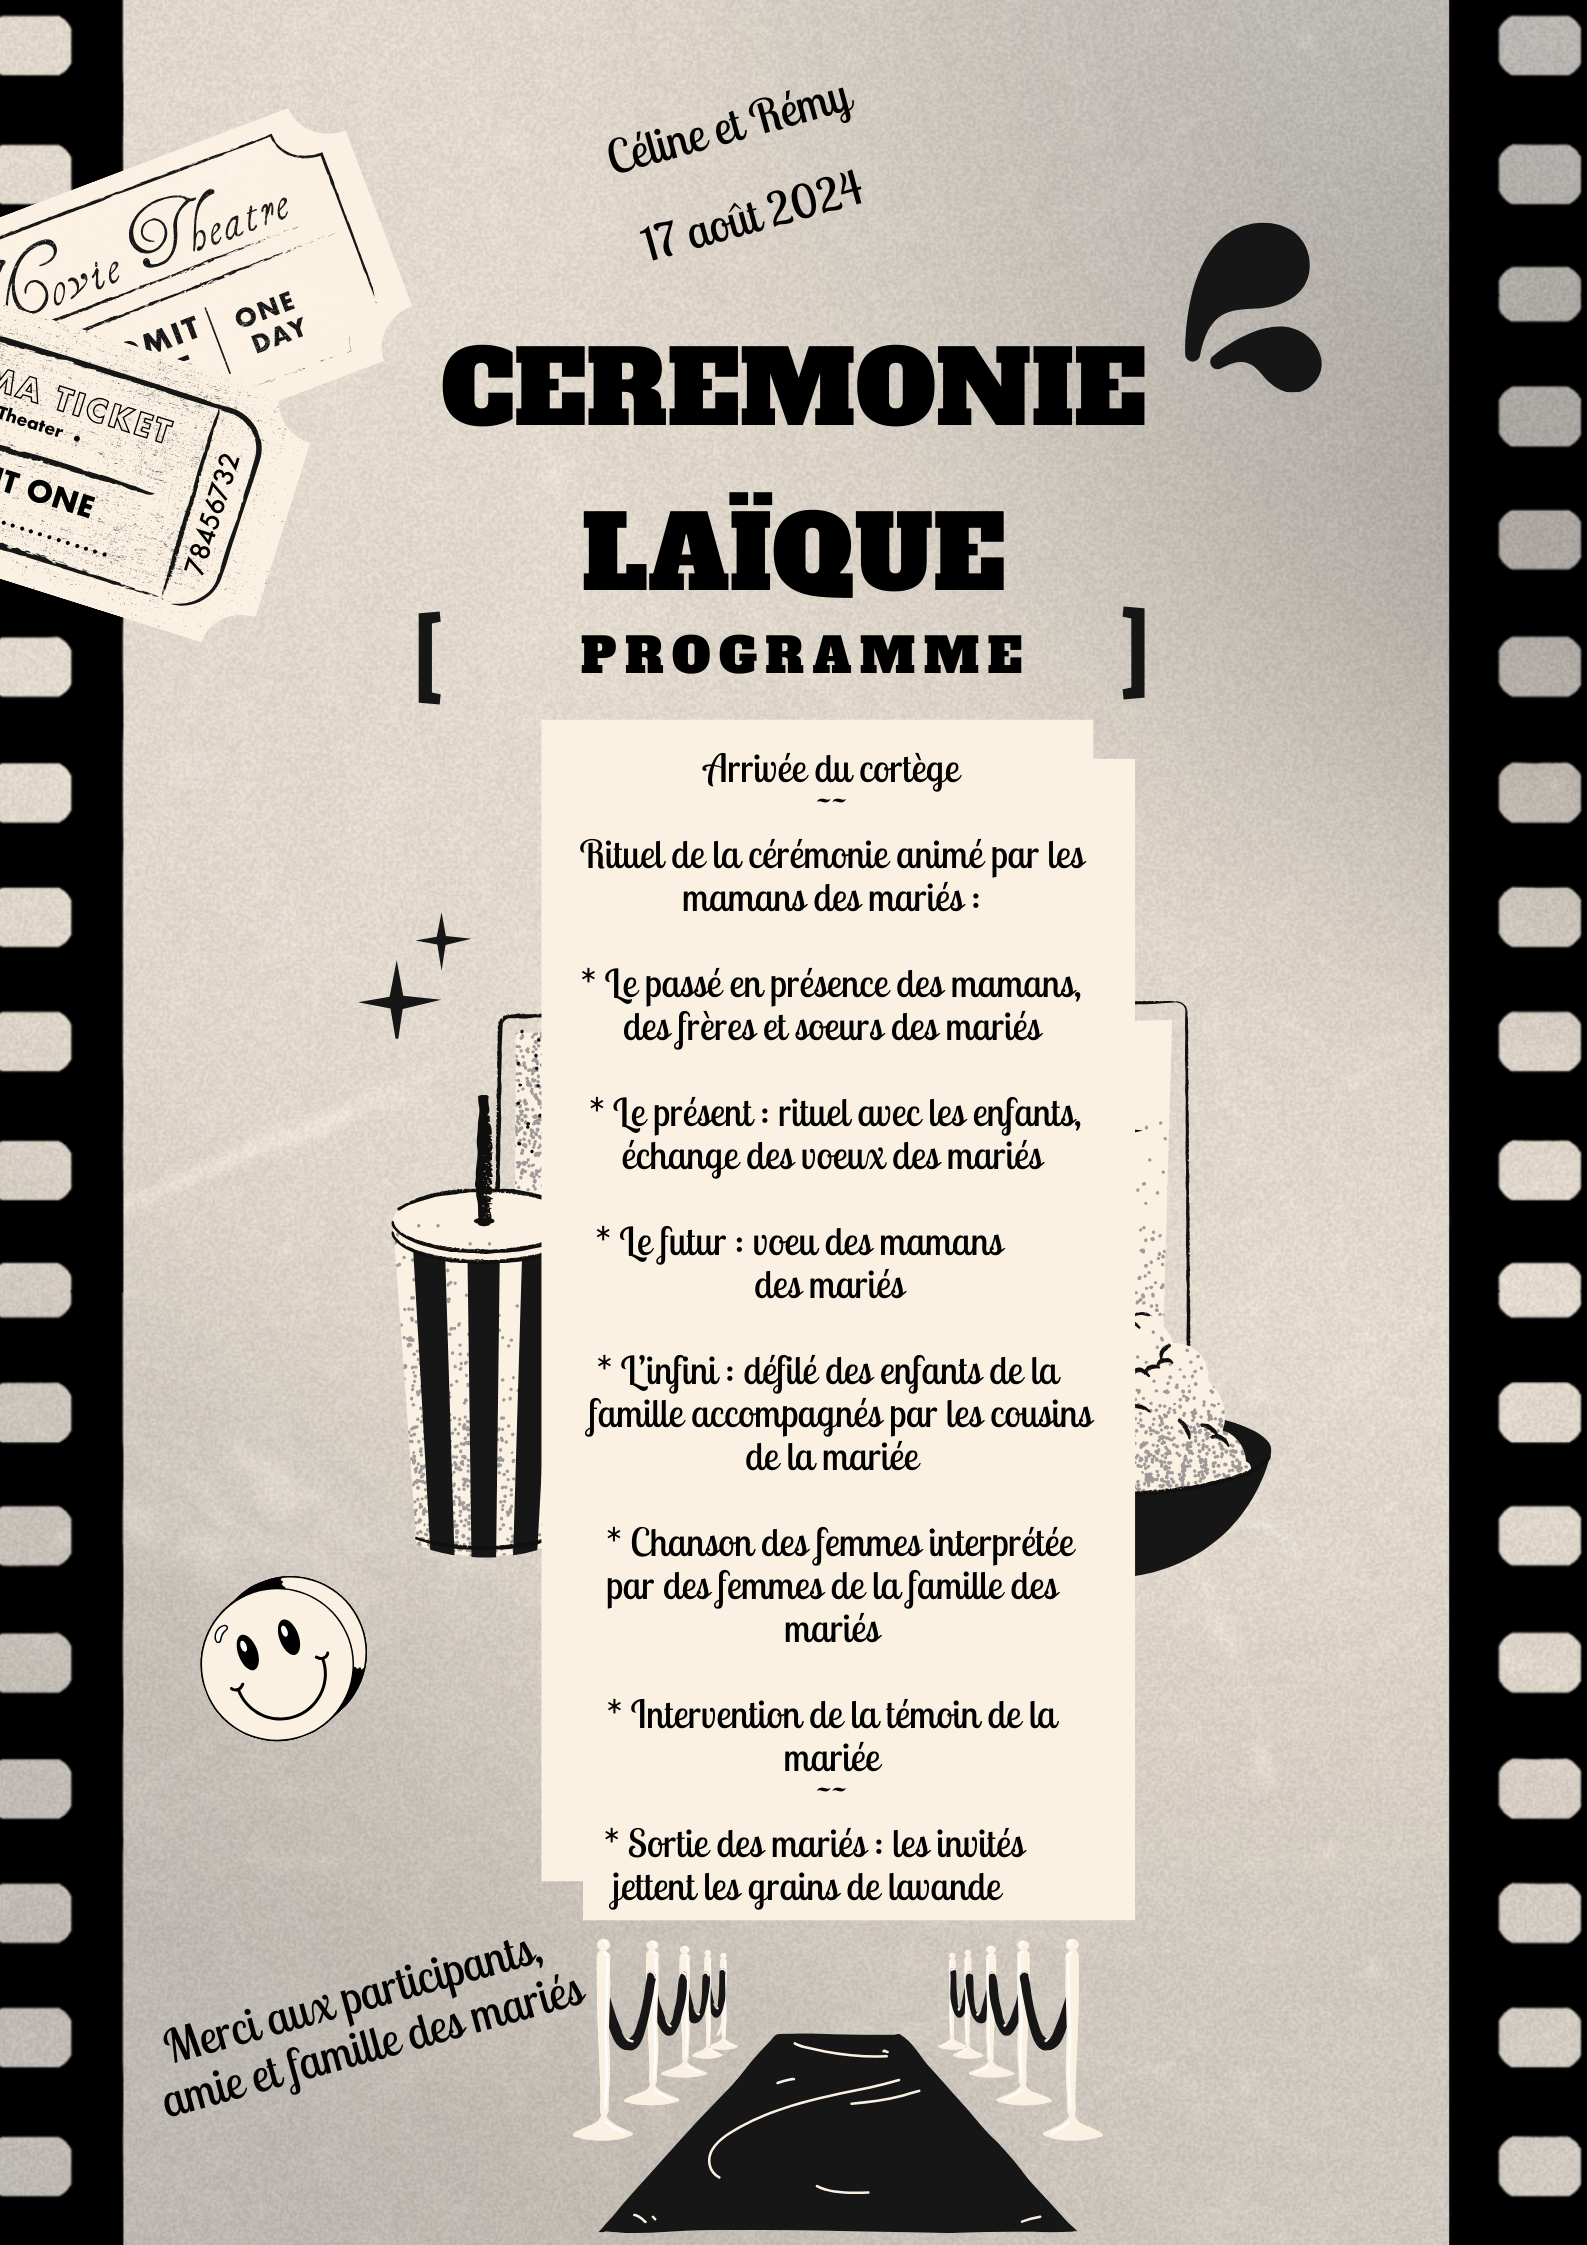 Céline et Rémy
17 août 2024
Movie Theatre
ONE
DAY
TICKET
Theater •
ONE
78456732
CEREMONIE
LAÏQUE
[ PROGRAMME ]
Arrivée du cortège
~~
Rituel de la cérémonie animé par les
mamans des mariés :
* Le passé en présence des mamans,
des frères et soeurs des mariés
* Le présent : rituel avec les enfants,
échange des voeux des mariés
* Le futur : voeu des mamans
des mariés
* L'infini : défilé des enfants de la
famille accompagnés par les cousins
de la mariée
* Chanson des femmes interprétée
par des femmes de la famille des
mariés
* Intervention de la témoin de la
mariée
~~
* Sortie des mariés : les invités
jettent les grains de lavande
Merci aux participants,
amie et famille des mariés